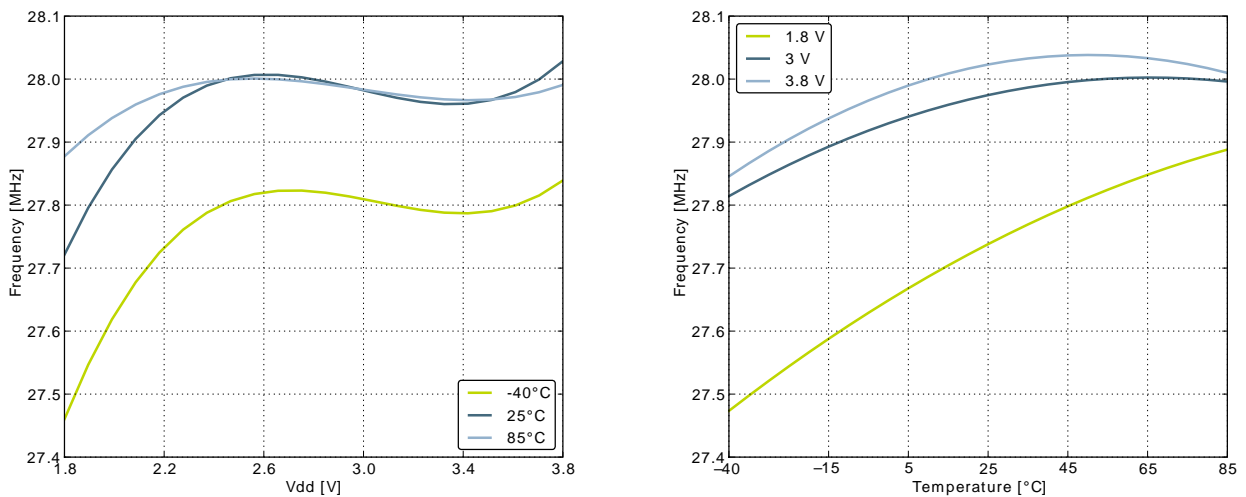 28.1
28.0
27.9
27.8
27.7
27.6
27.5
27.4
Frequency [MHz]
1.8 2.2 2.6 3.0 3.4 3.8
Vdd [V]
-40°C
25°C
85°C
28.1
28.0
27.9
27.8
27.7
27.6
27.5
27.4
Frequency [MHz]
–40 –15 5 25 45 65 85
Temperature [°C]
1.8 V
3 V
3.8 V